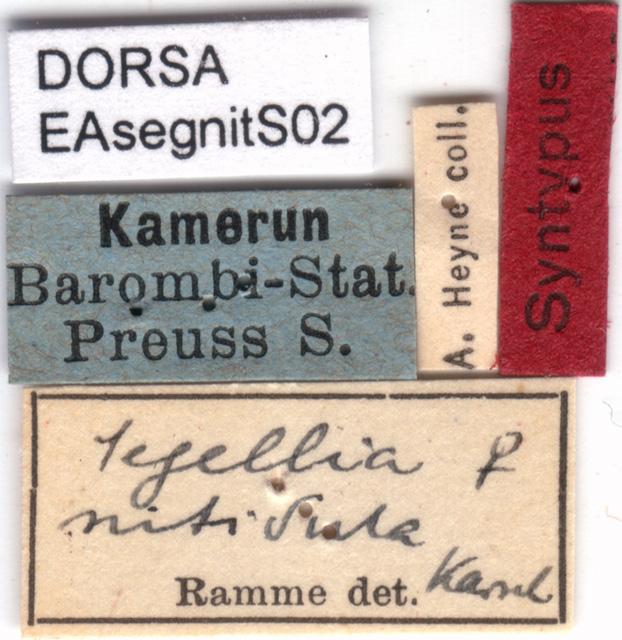 DORSA
EAsegnitS02
Kamerun
Barombi-Stat.
Preuss S.
A. Heyne coll.
Syntypus
Segellia ♀
nitidula
Karsch
Ramme det.